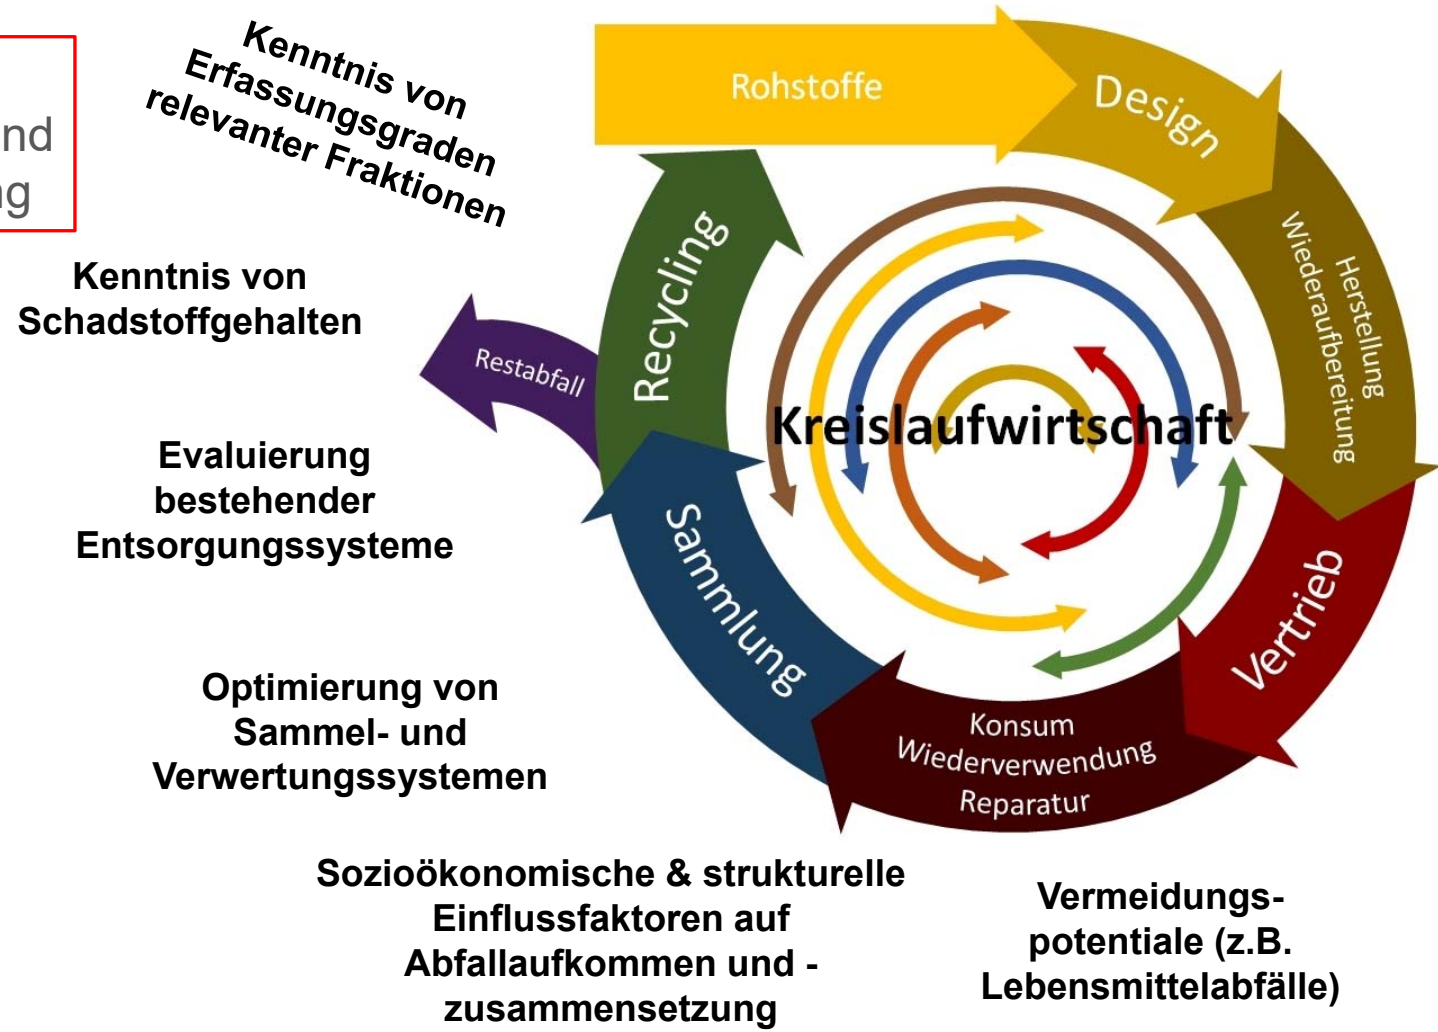 nd
ng
Kenntnis von
Erfassungsgraden
relevanter Fraktionen
Kenntnis von
Schadstoffgehalten
Evaluierung
bestehender
Entsorgungssysteme
Optimierung von
Sammel- und
Verwertungssystemen
Sozioökonomische & strukturelle
Einflussfaktoren auf
Abfallaufkommen und -
zusammensetzung
Vermeidungs-
potentiale (z.B.
Lebensmittelabfälle)
Rohstoffe
Design
Herstellung
Wiederaufbereitung
Vertrieb
Konsum
Wiederverwendung
Reparatur
Sammlung
Recycling
Restabfall
Kreislaufwirtschaft